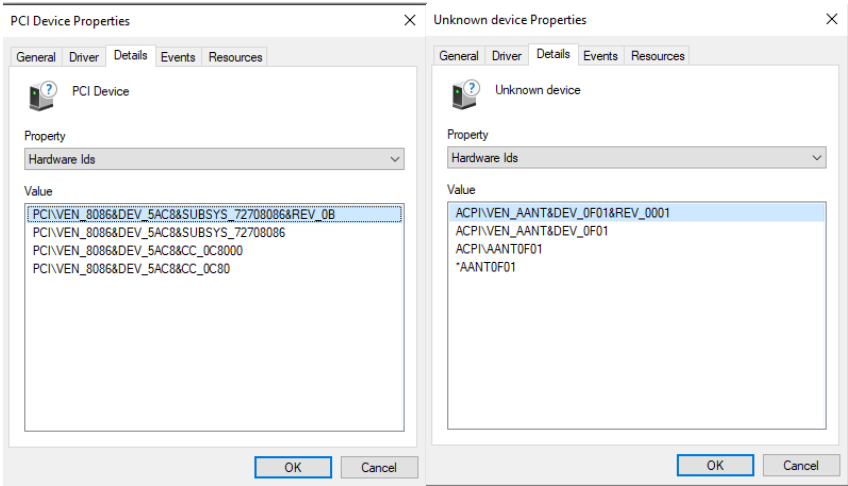 PCI Device Properties
General Driver Details Events Resources
PCI Device
Property
Hardware Ids
Value
PCI\VEN_8086&DEV_5AC8&SUBSYS_72708086&REV_0B
PCI\VEN_8086&DEV_5AC8&SUBSYS_72708086
PCI\VEN_8086&DEV_5AC8&CC_0C8000
PCI\VEN_8086&DEV_5AC8&CC_0C80
OK Cancel
Unknown device Properties
General Driver Details Events Resources
Unknown device
Property
Hardware Ids
Value
ACPI\VEN_AANT&DEV_0F01&REV_0001
ACPI\VEN_AANT&DEV_0F01
ACPI\AANT0F01
*AANT0F01
OK Cancel